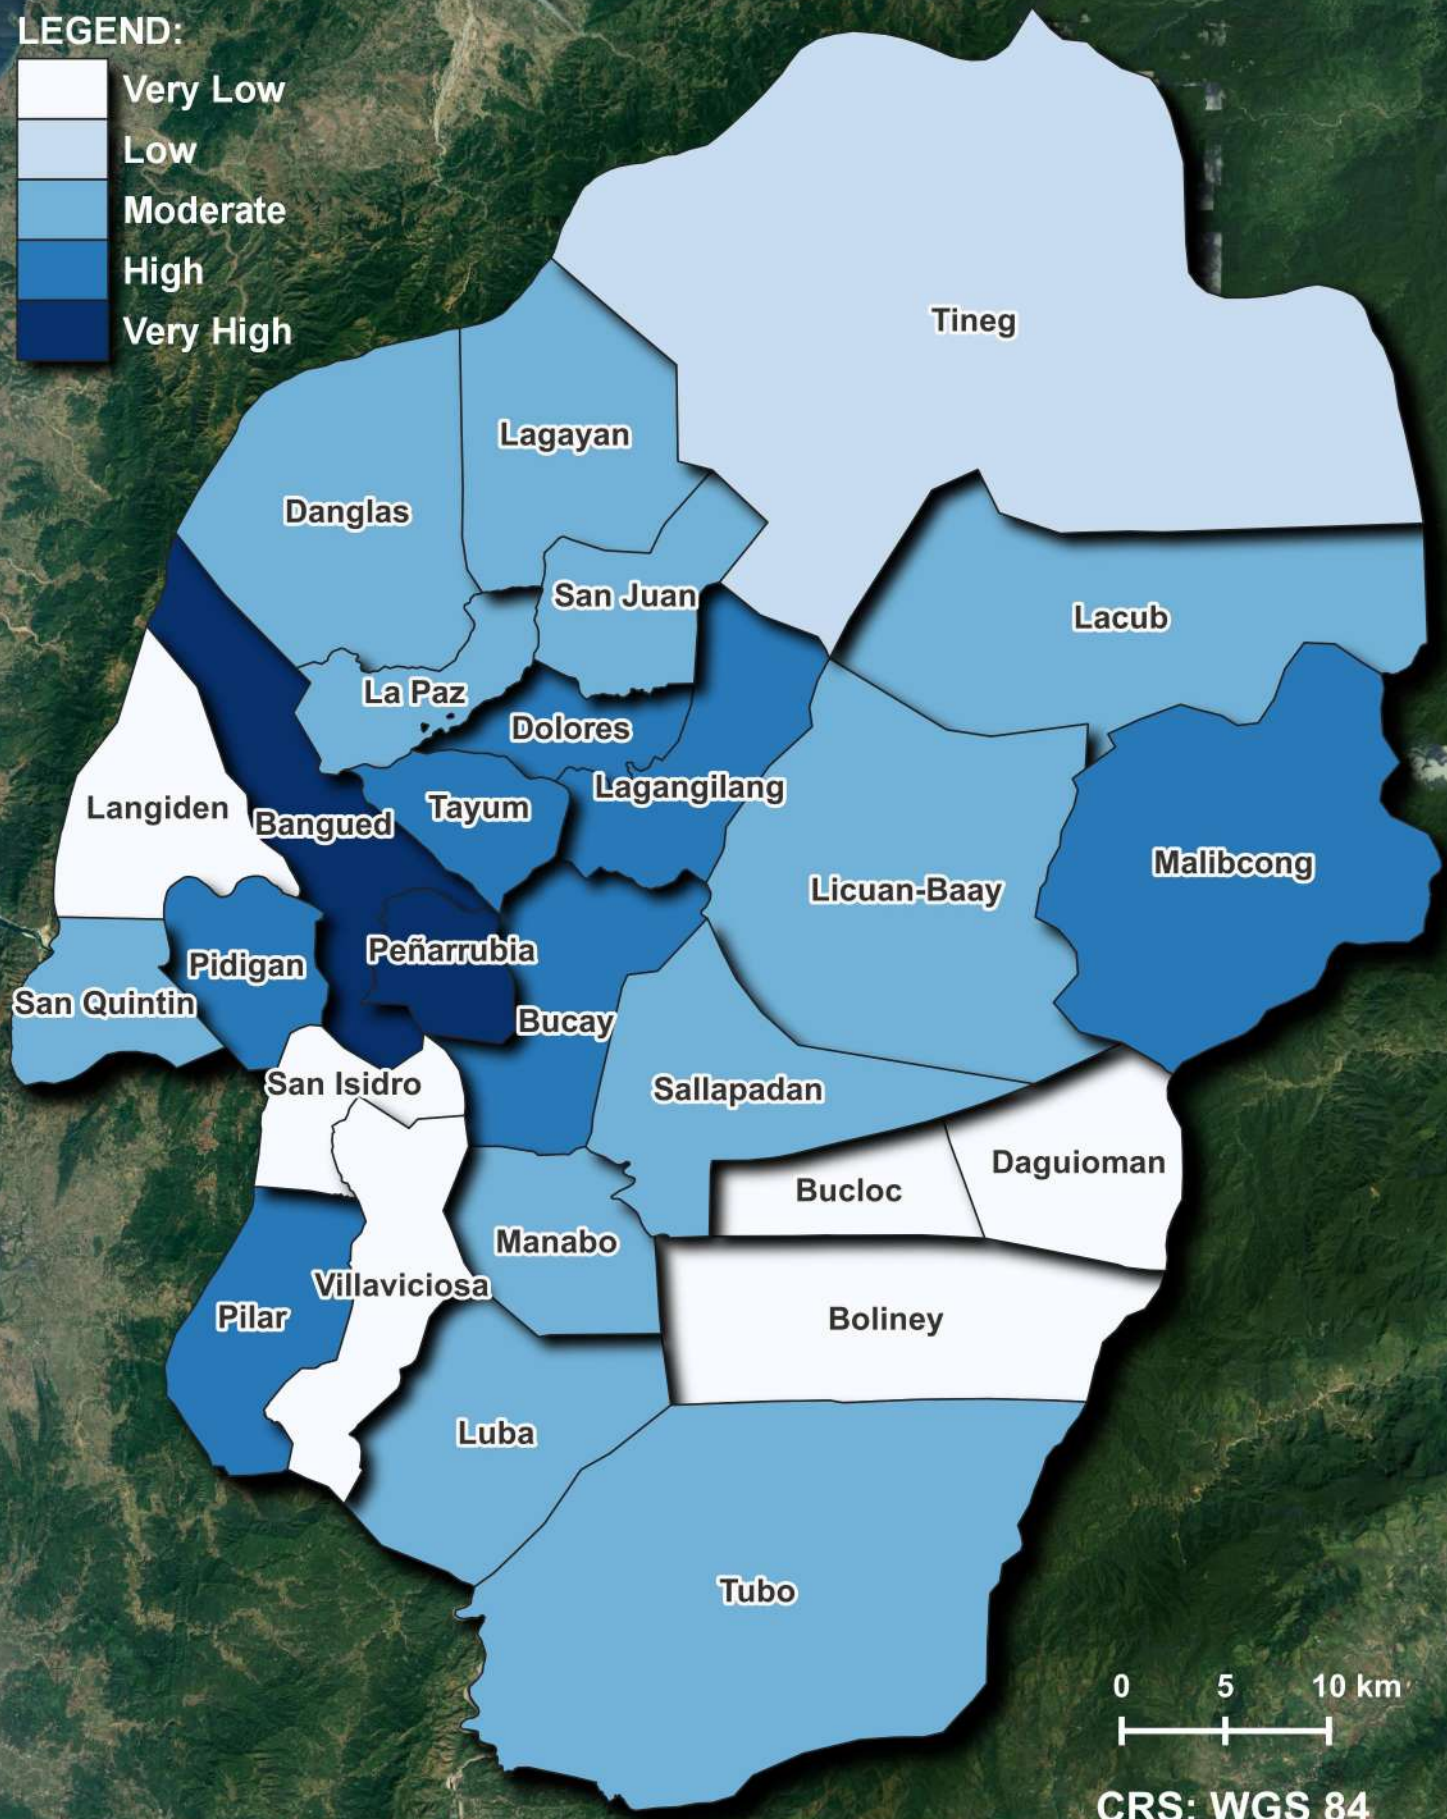 LEGEND:
Very Low
Low
Moderate
High
Very High
Tineg
Lagayan
Danglas
San Juan
Lacub
La Paz
Dolores
Lagangilang
Tayum
Langiden
Bangued
Malibcong
Licuan-Baay
Peñarrubia
Pidigan
San Quintin
Bucay
San Isidro
Sallapadan
Daguioman
Bucloc
Manabo
Villaviciosa
Pilar
Boliney
Luba
Tubo
0 5 10 km
CRS: WGS 84